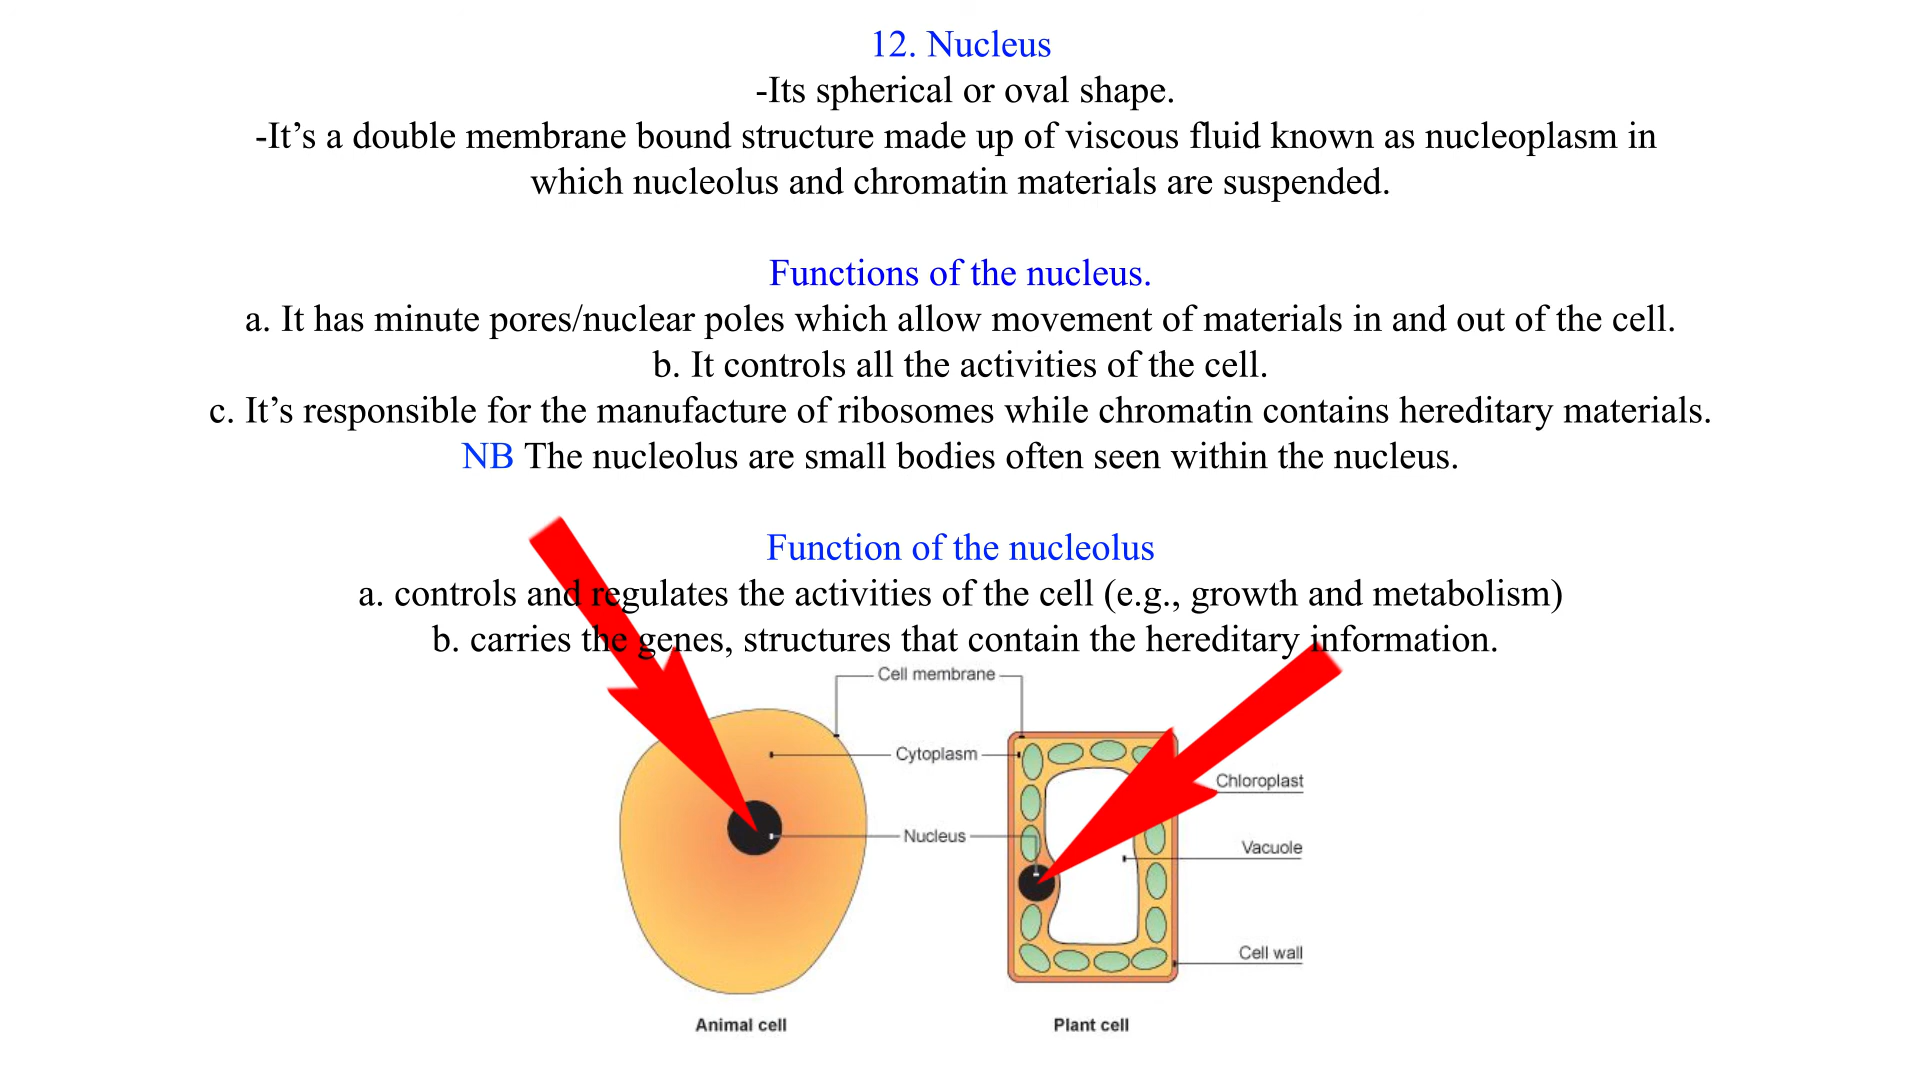 12. Nucleus
-Its spherical or oval shape.
-It’s a double membrane bound structure made up of viscous fluid known as nucleoplasm in
which nucleolus and chromatin materials are suspended.
Functions of the nucleus.
a. It has minute pores/nuclear poles which allow movement of materials in and out of the cell.
b. It controls all the activities of the cell.
c. It’s responsible for the manufacture of ribosomes while chromatin contains hereditary materials.
NB The nucleolus are small bodies often seen within the nucleus.
Function of the nucleolus
a. controls and regulates the activities of the cell (e.g., growth and metabolism)
b. carries the genes, structures that contain the hereditary information.
Cell membrane
Cytoplasm
Chloroplast
Nucleus
Vacuole
Cell wall
Animal cell
Plant cell